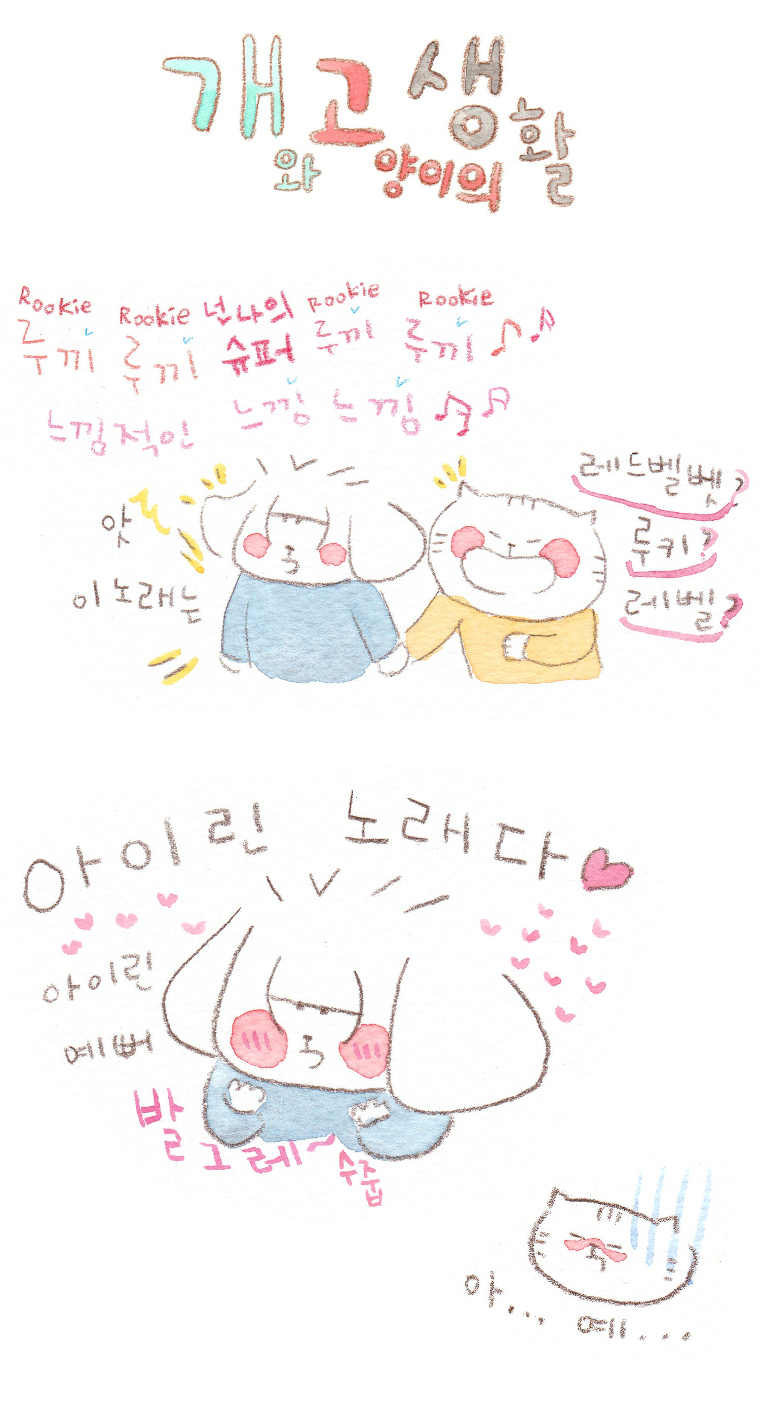 개와 고양이의 생활
Rookie Rookie 넌 나의 Rookie Rookie
루끼 루끼 슈퍼 루끼 루끼
느낌적인 느낌 느낌
앗
이 노래는
레드벨벳?
루키?
레벨?
아이린 노래다
아이린
예뻐
발그레~
수줍
아... 예...